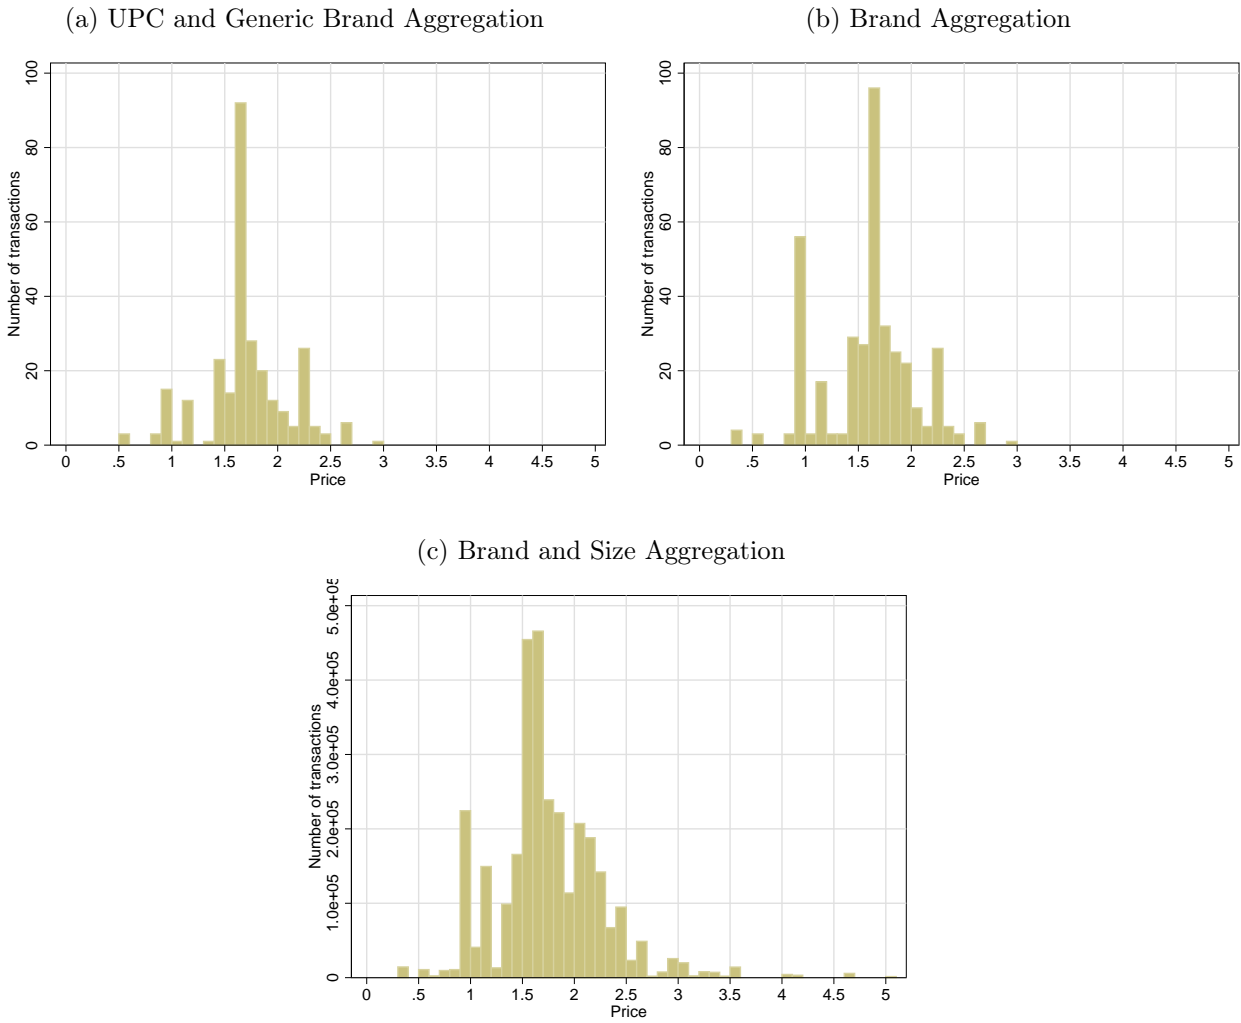 (a) UPC and Generic Brand Aggregation
Number of transactions
100
80
60
40
20
0
0 .5 1 1.5 2 2.5 3 3.5 4 4.5 5
Price
(b) Brand Aggregation
Number of transactions
100
80
60
40
20
0
0 .5 1 1.5 2 2.5 3 3.5 4 4.5 5
Price
(c) Brand and Size Aggregation
Number of transactions
5.0e+05
4.0e+05
3.0e+05
2.0e+05
1.0e+05
0
0 .5 1 1.5 2 2.5 3 3.5 4 4.5 5
Price